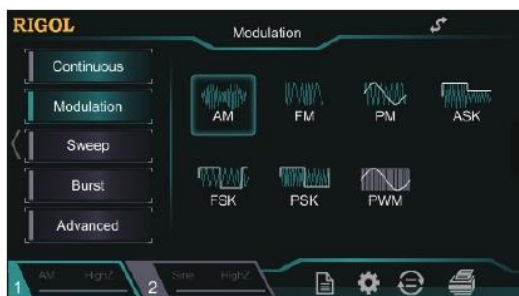 RIGOL
Modulation
Continuous
Modulation
Sweep
Burst
Advanced
AM FM PM ASK
FSK PSK PWM
1 AM HighZ 2 Sine HighZ